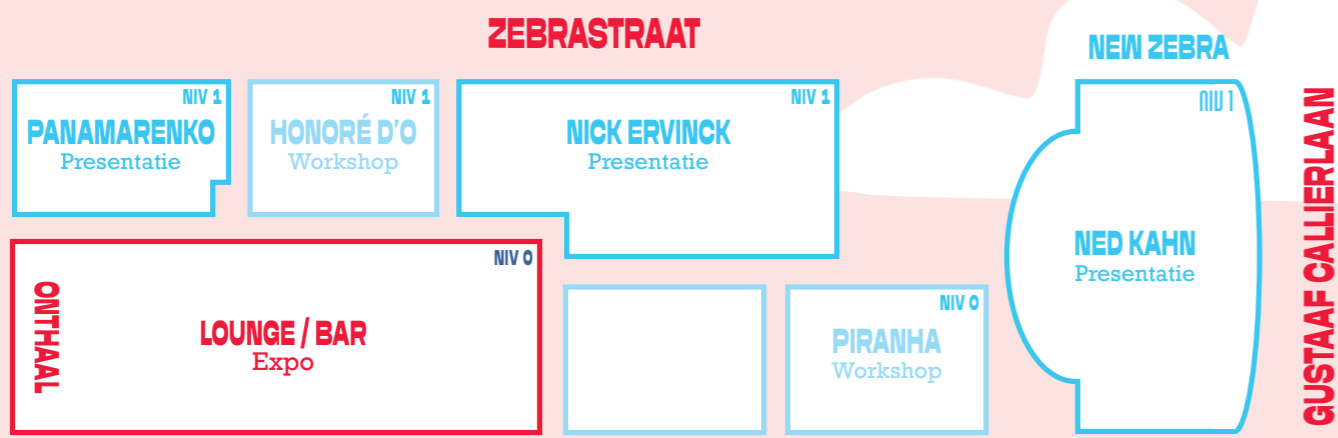 ZEBRASTRAAT
NEW ZEBRA
NIV 1
PANAMARENKO
Presentatie
NIV 1
HONORÉ D'O
Workshop
NIV 1
NICK ERVINCK
Presentatie
NIV 1
NED KAHN
Presentatie
GUSTAAF CALLIERLAAN
NIV 0
ONTHAAL
LOUNGE / BAR
Expo
NIV 0
PIRANHA
Workshop